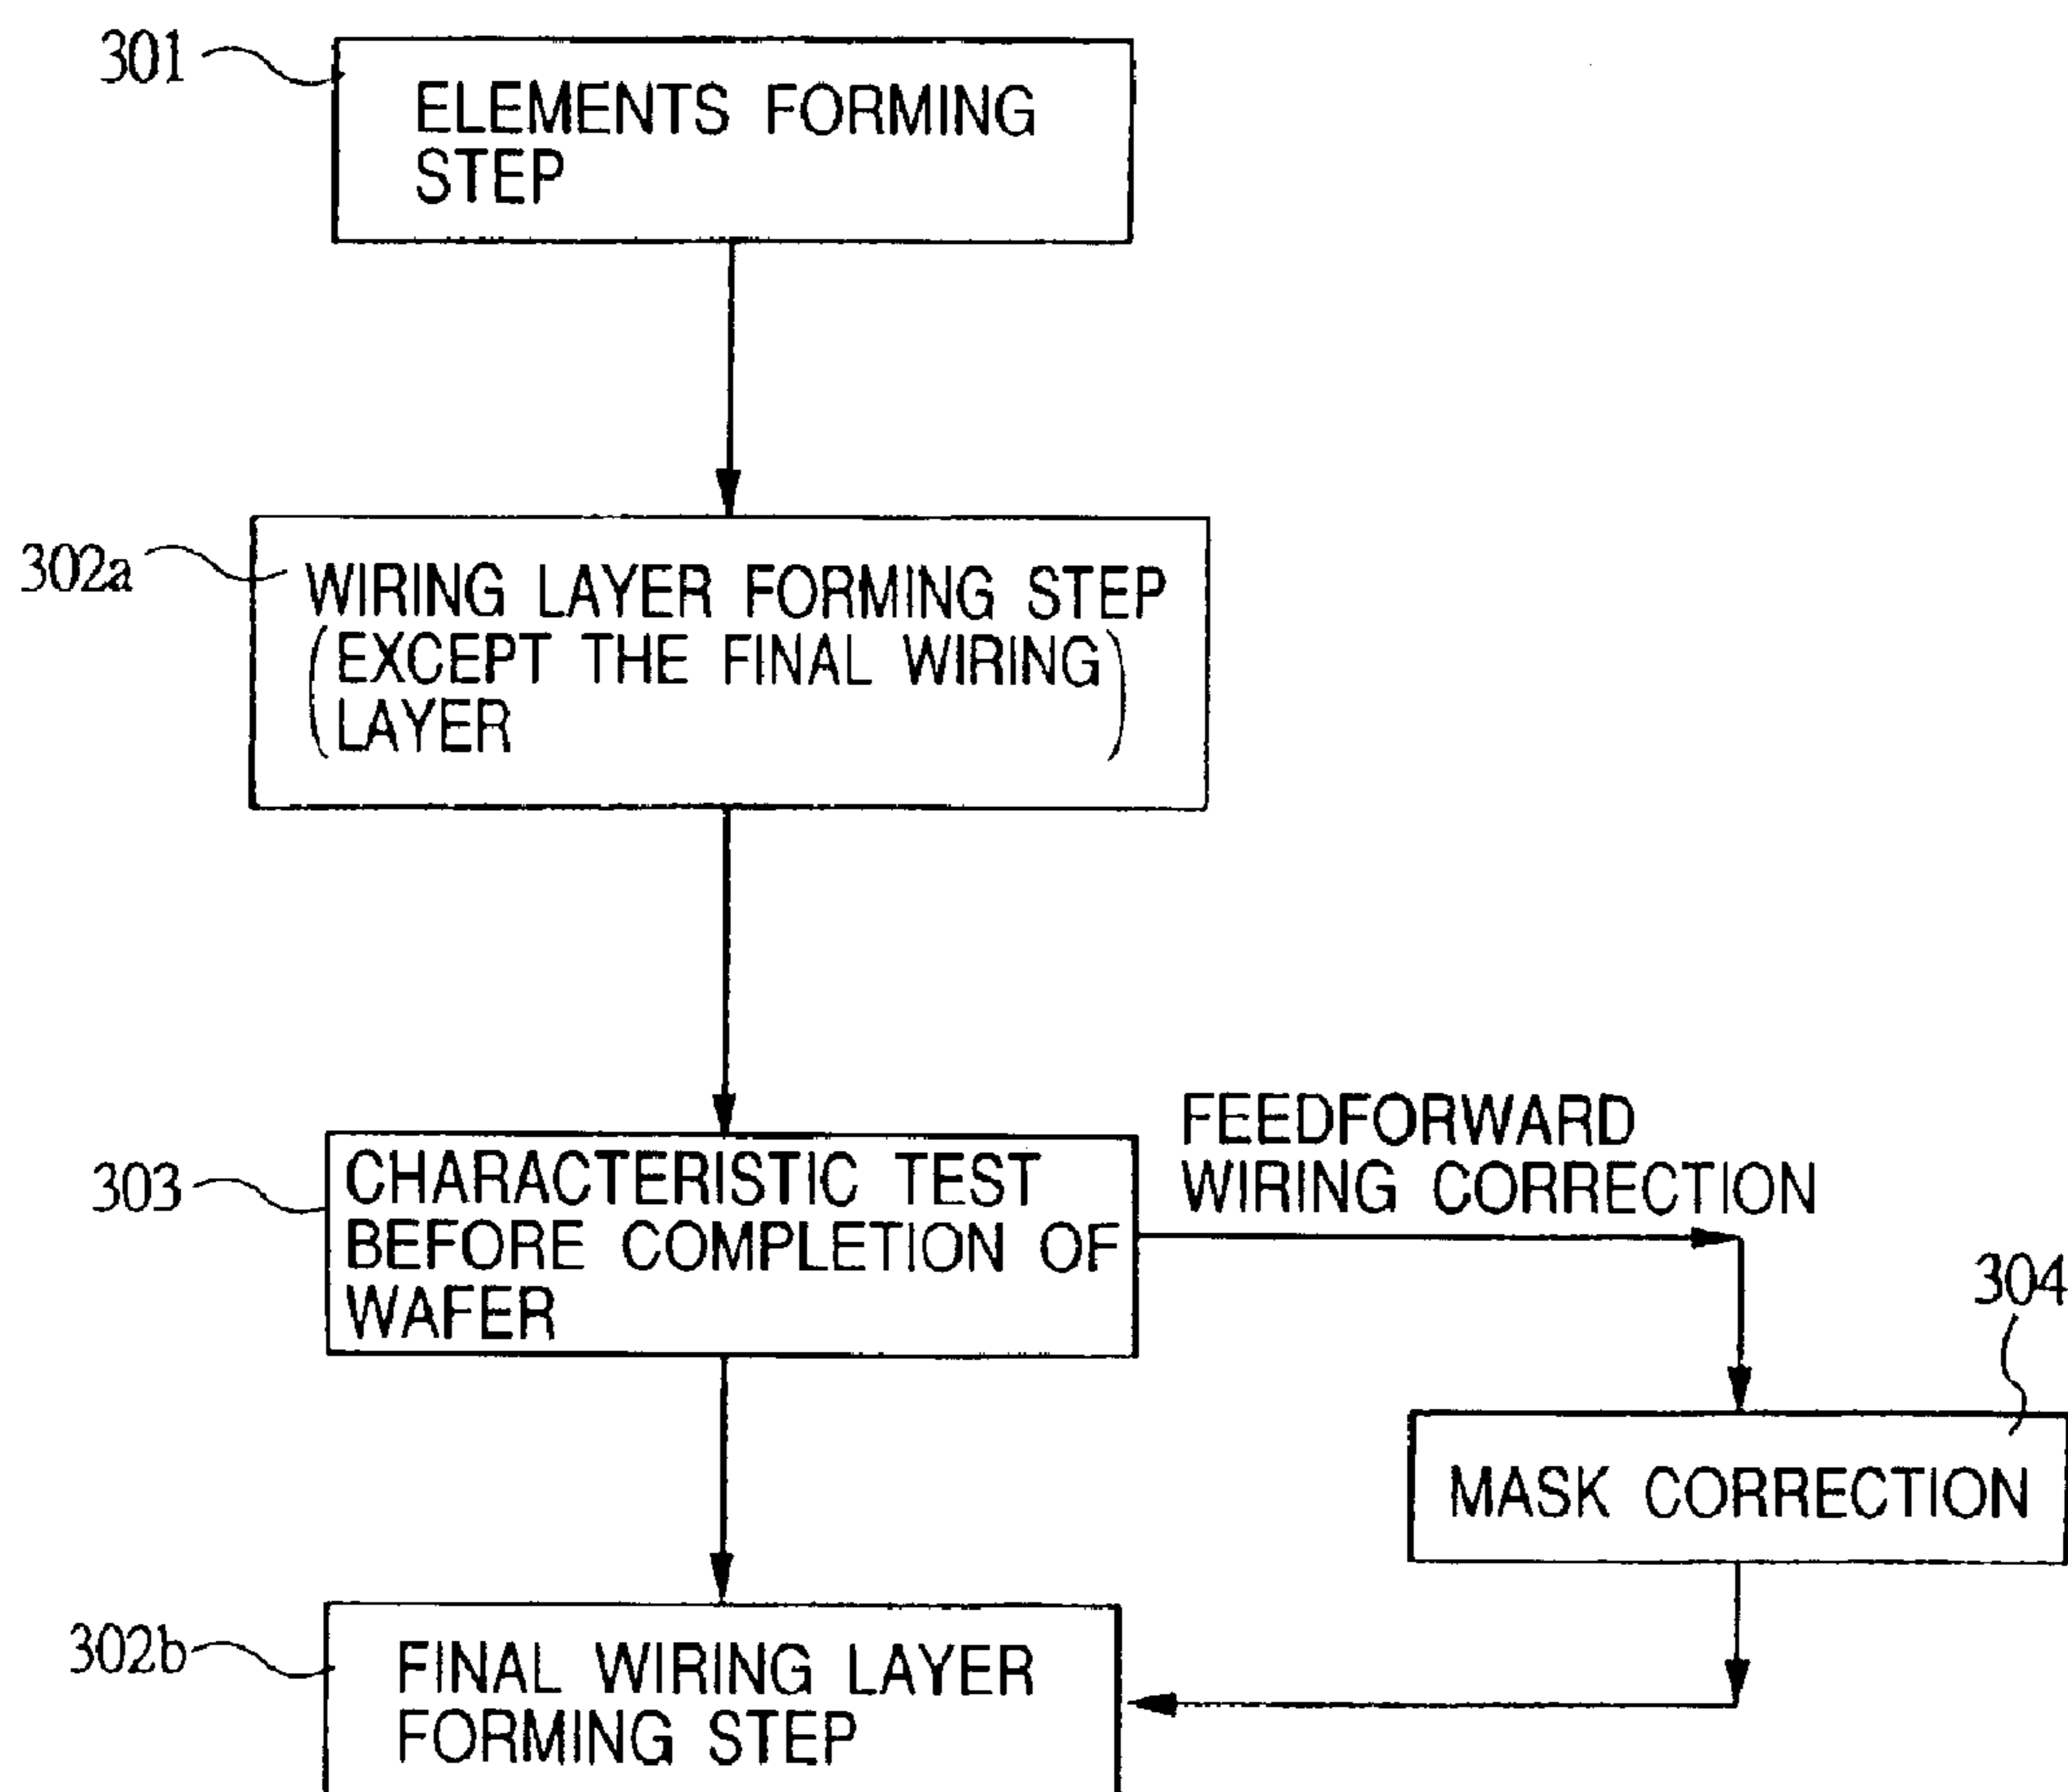 301
ELEMENTS FORMING
STEP
302a
WIRING LAYER FORMING STEP
(EXCEPT THE FINAL WIRING)
LAYER
303
CHARACTERISTIC TEST
BEFORE COMPLETION OF
WAFER
FEEDFORWARD
WIRING CORRECTION
304
MASK CORRECTION
302b
FINAL WIRING LAYER
FORMING STEP